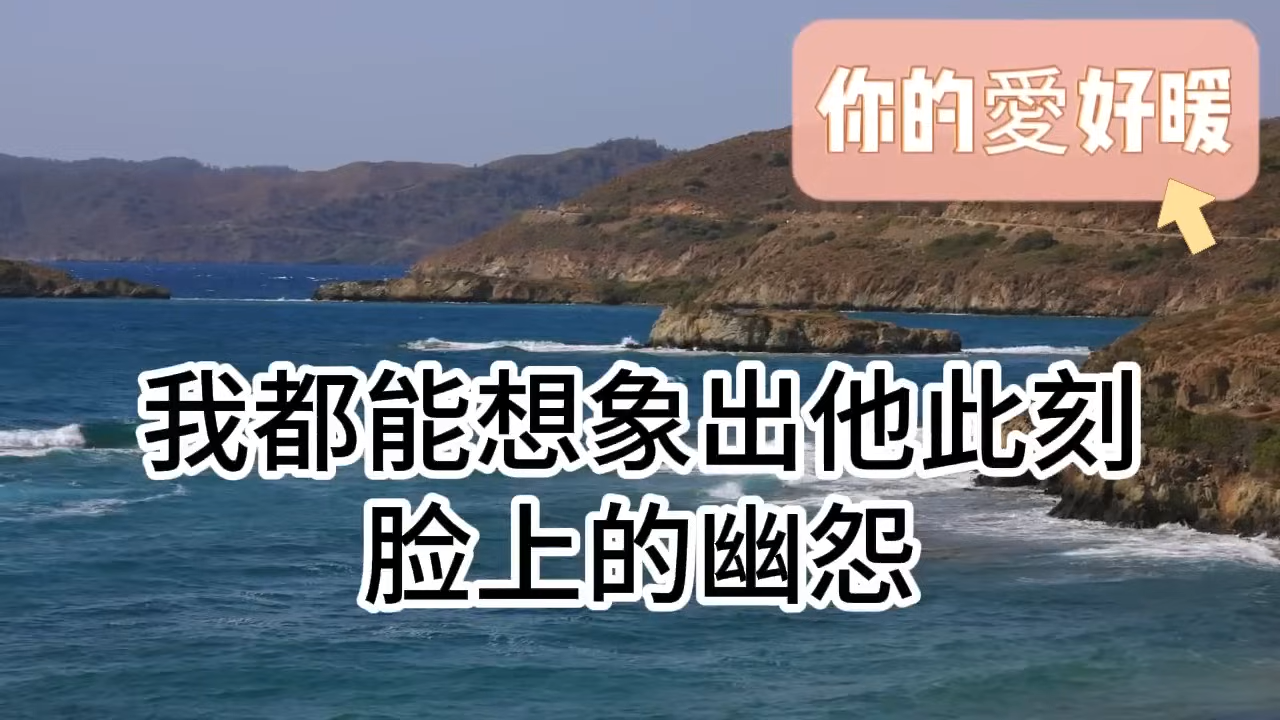 你的愛好暖
我都能想象出他此刻
脸上的幽怨